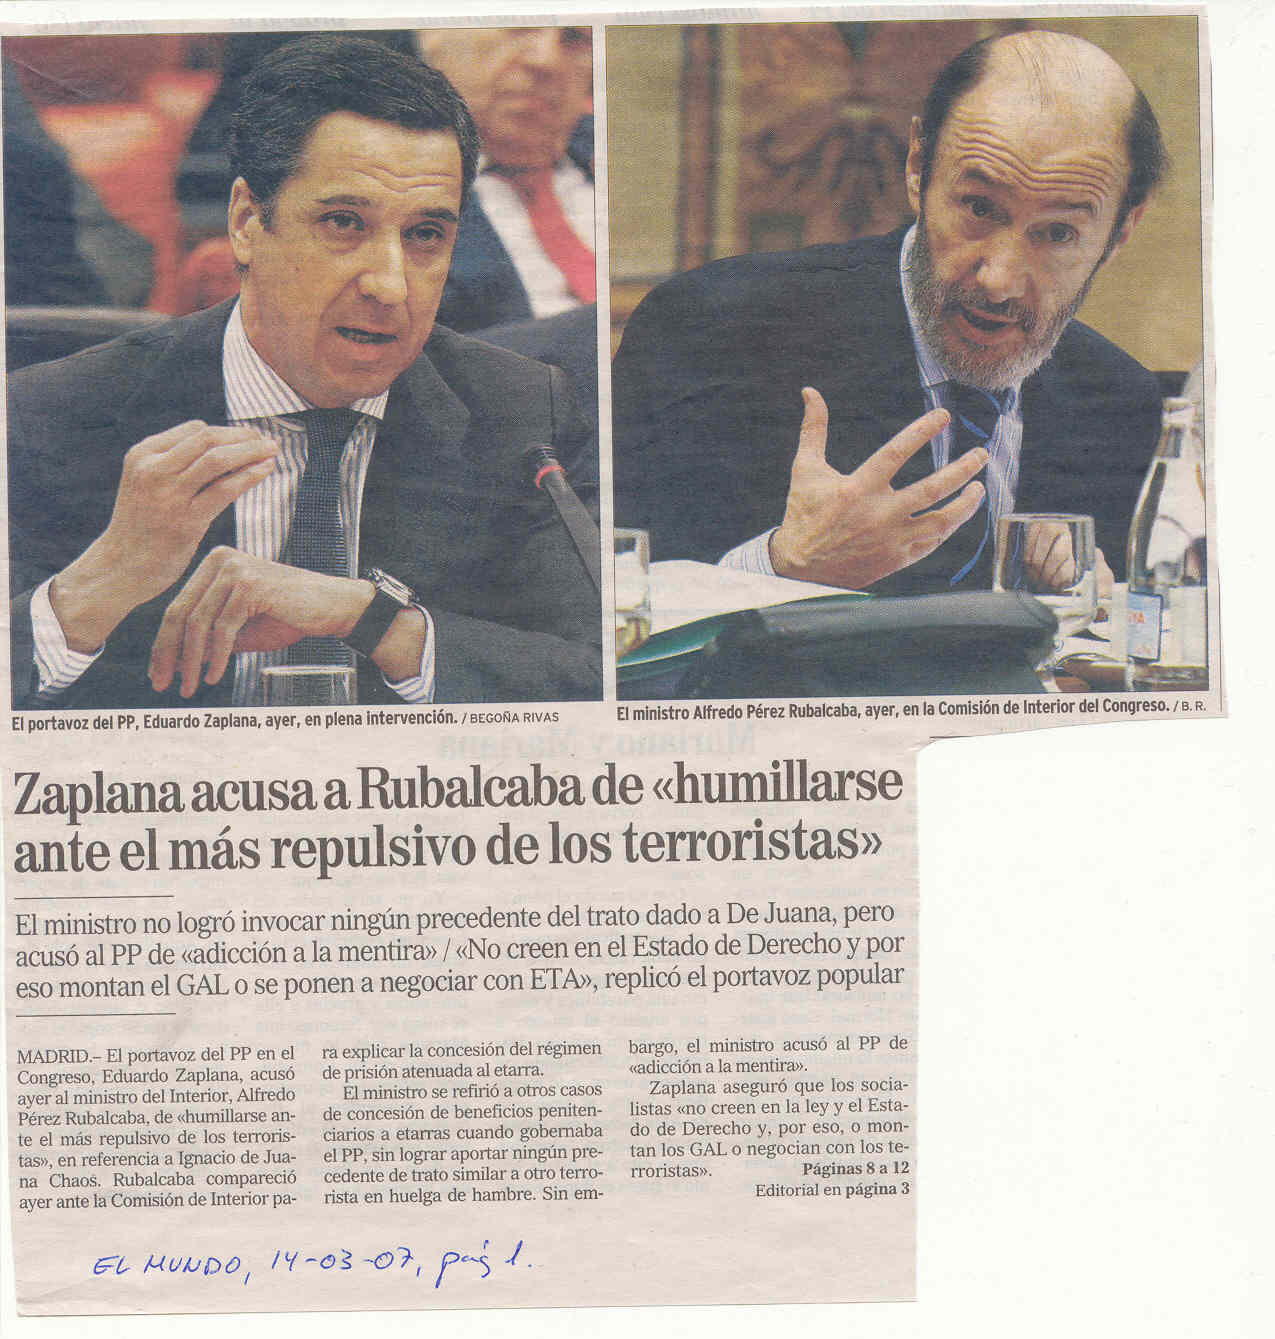 El portavoz del PP, Eduardo Zaplana, ayer, en plena intervención. / BEGOÑA RIVAS
El ministro Alfredo Pérez Rubalcaba, ayer, en la Comisión de Interior del Congreso. / B. R.
Zaplana acusa a Rubalcaba de «humillarse
ante el más repulsivo de los terroristas»
El ministro no logró invocar ningún precedente del trato dado a De Juana, pero
acusó al PP de «adicción a la mentira» / «No creen en el Estado de Derecho y por
eso montan el GAL o se ponen a negociar con ETA», replicó el portavoz popular
MADRID.– El portavoz del PP en el
Congreso, Eduardo Zaplana, acusó
ayer al ministro del Interior, Alfredo
Pérez Rubalcaba, de «humillarse an-
te el más repulsivo de los terroris-
tas», en referencia a Ignacio de Jua-
na Chaos. Rubalcaba compareció
ayer ante la Comisión de Interior pa-
ra explicar la concesión del régimen
de prisión atenuada al etarra.
El ministro se refirió a otros casos
de concesión de beneficios peniten-
ciarios a etarras cuando gobernaba
el PP, sin lograr aportar ningún pre-
cedente de trato similar a otro terro-
rista en huelga de hambre. Sin em-
bargo, el ministro acusó al PP de
«adicción a la mentira».
Zaplana aseguró que los socia-
listas «no creen en la ley y el Esta-
do de Derecho y, por eso, o mon-
tan los GAL o negocian con los te-
rroristas».
Páginas 8 a 12
Editorial en página 3
EL MUNDO, 14-03-07, pág 1.